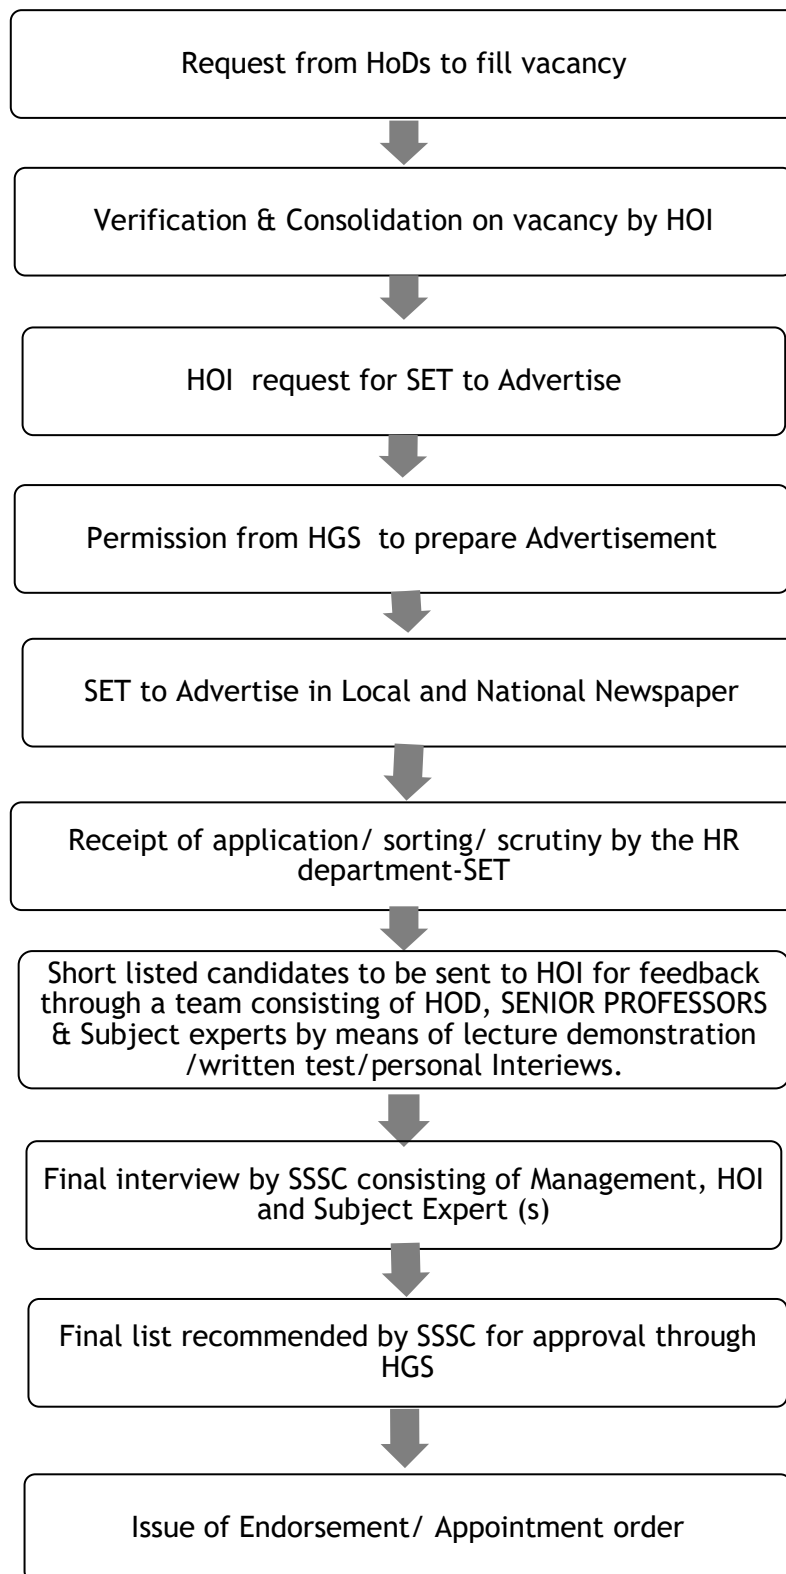 Request from HoDs to fill vacancy
Verification & Consolidation on vacancy by HOI
HOI  request for SET to Advertise
Permission from HGS  to prepare Advertisement
SET to Advertise in Local and National Newspaper
Receipt of application/ sorting/ scrutiny by the HR
department-SET
Short listed candidates to be sent to HOI for feedback
through a team consisting of HOD, SENIOR PROFESSORS
& Subject experts by means of lecture demonstration
/written test/personal Interiews.
Final interview by SSSC consisting of Management, HOI
and Subject Expert (s)
Final list recommended by SSSC for approval through
HGS
Issue of Endorsement/ Appointment order